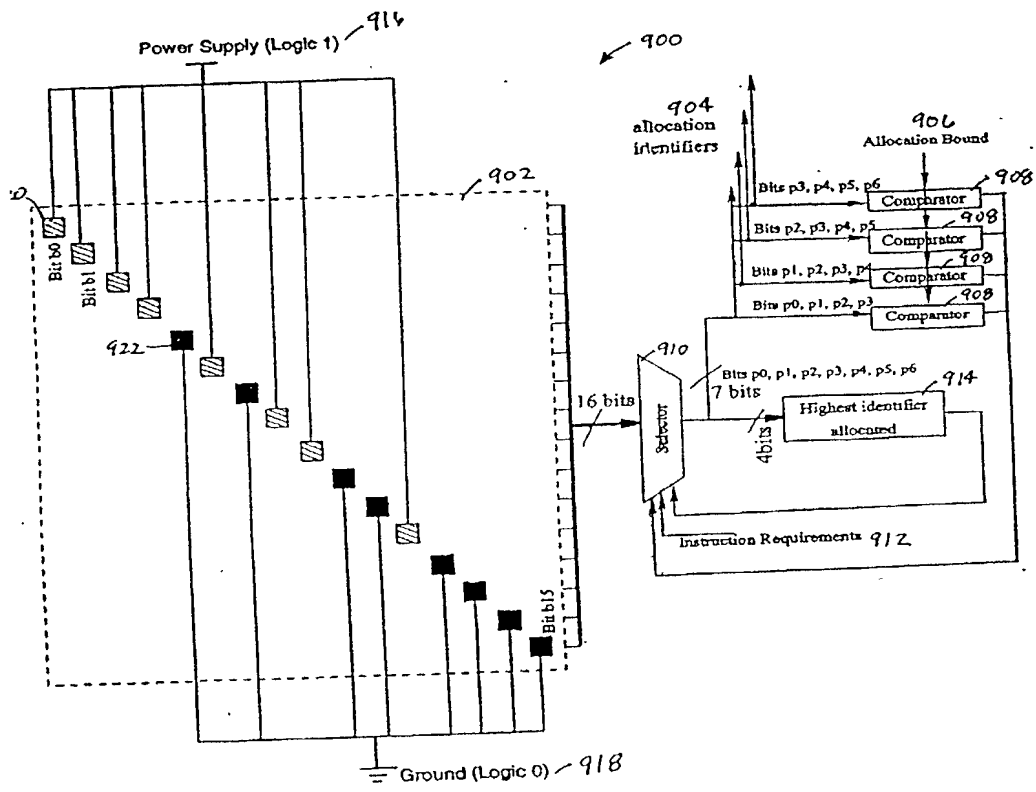 Power Supply (Logic 1) 916
900
904
allocation
identifiers
906
Allocation Bound
902
Bits p3, p4, p5, p6
Comparator
908
Bits p2, p3, p4, p5
Comparator
908
Bits p1, p2, p3, p4
Comparator
908
Bits p0, p1, p2, p3
Comparator
908
Bit b0
Bit b1
922
910
Bits p0, p1, p2, p3, p4, p5, p6
7 bits
914
16 bits
Selector
4bits
Highest identifier
allocated
Instruction Requirements 912
Bit b15
Ground (Logic 0) 918